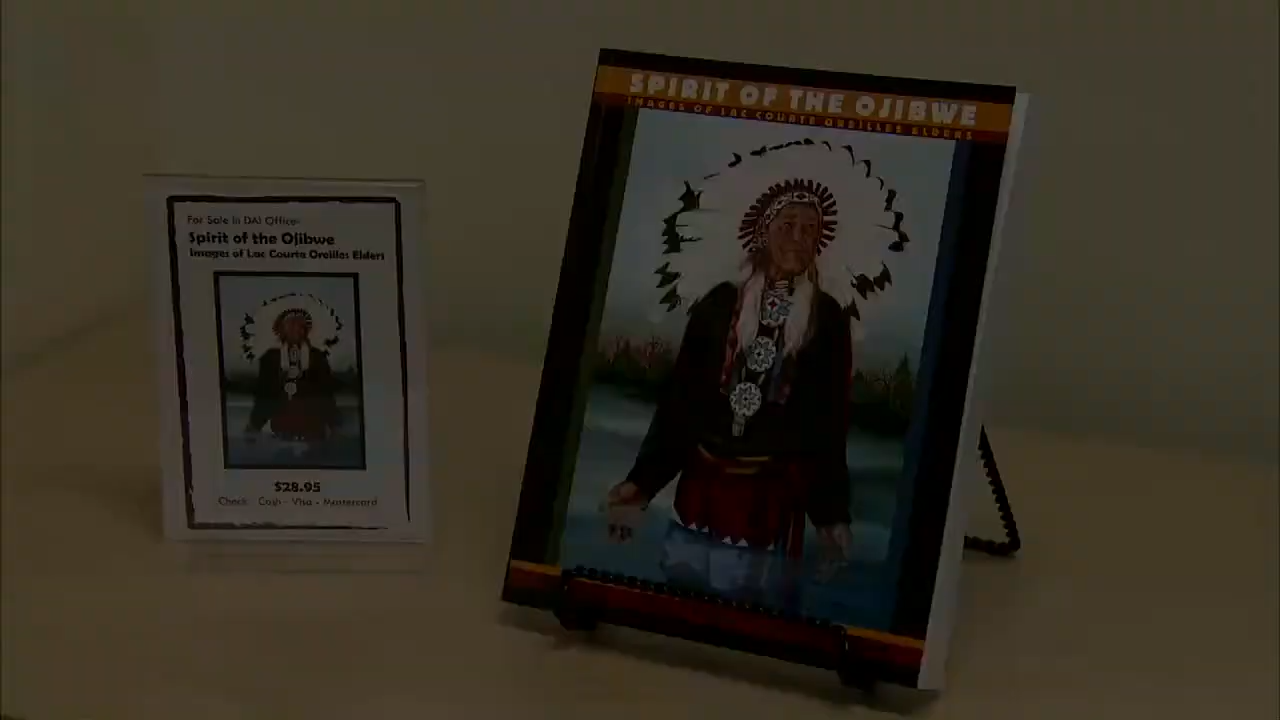 For Sale In DAI Office-
Spirit of the Ojibwe
Images of Lac Courte Oreilles Elders
$28.95
Check - Cash - Visa - Mastercard
SPIRIT OF THE OJIBWE
IMAGES OF LAC COURTE OREILLES ELDERS